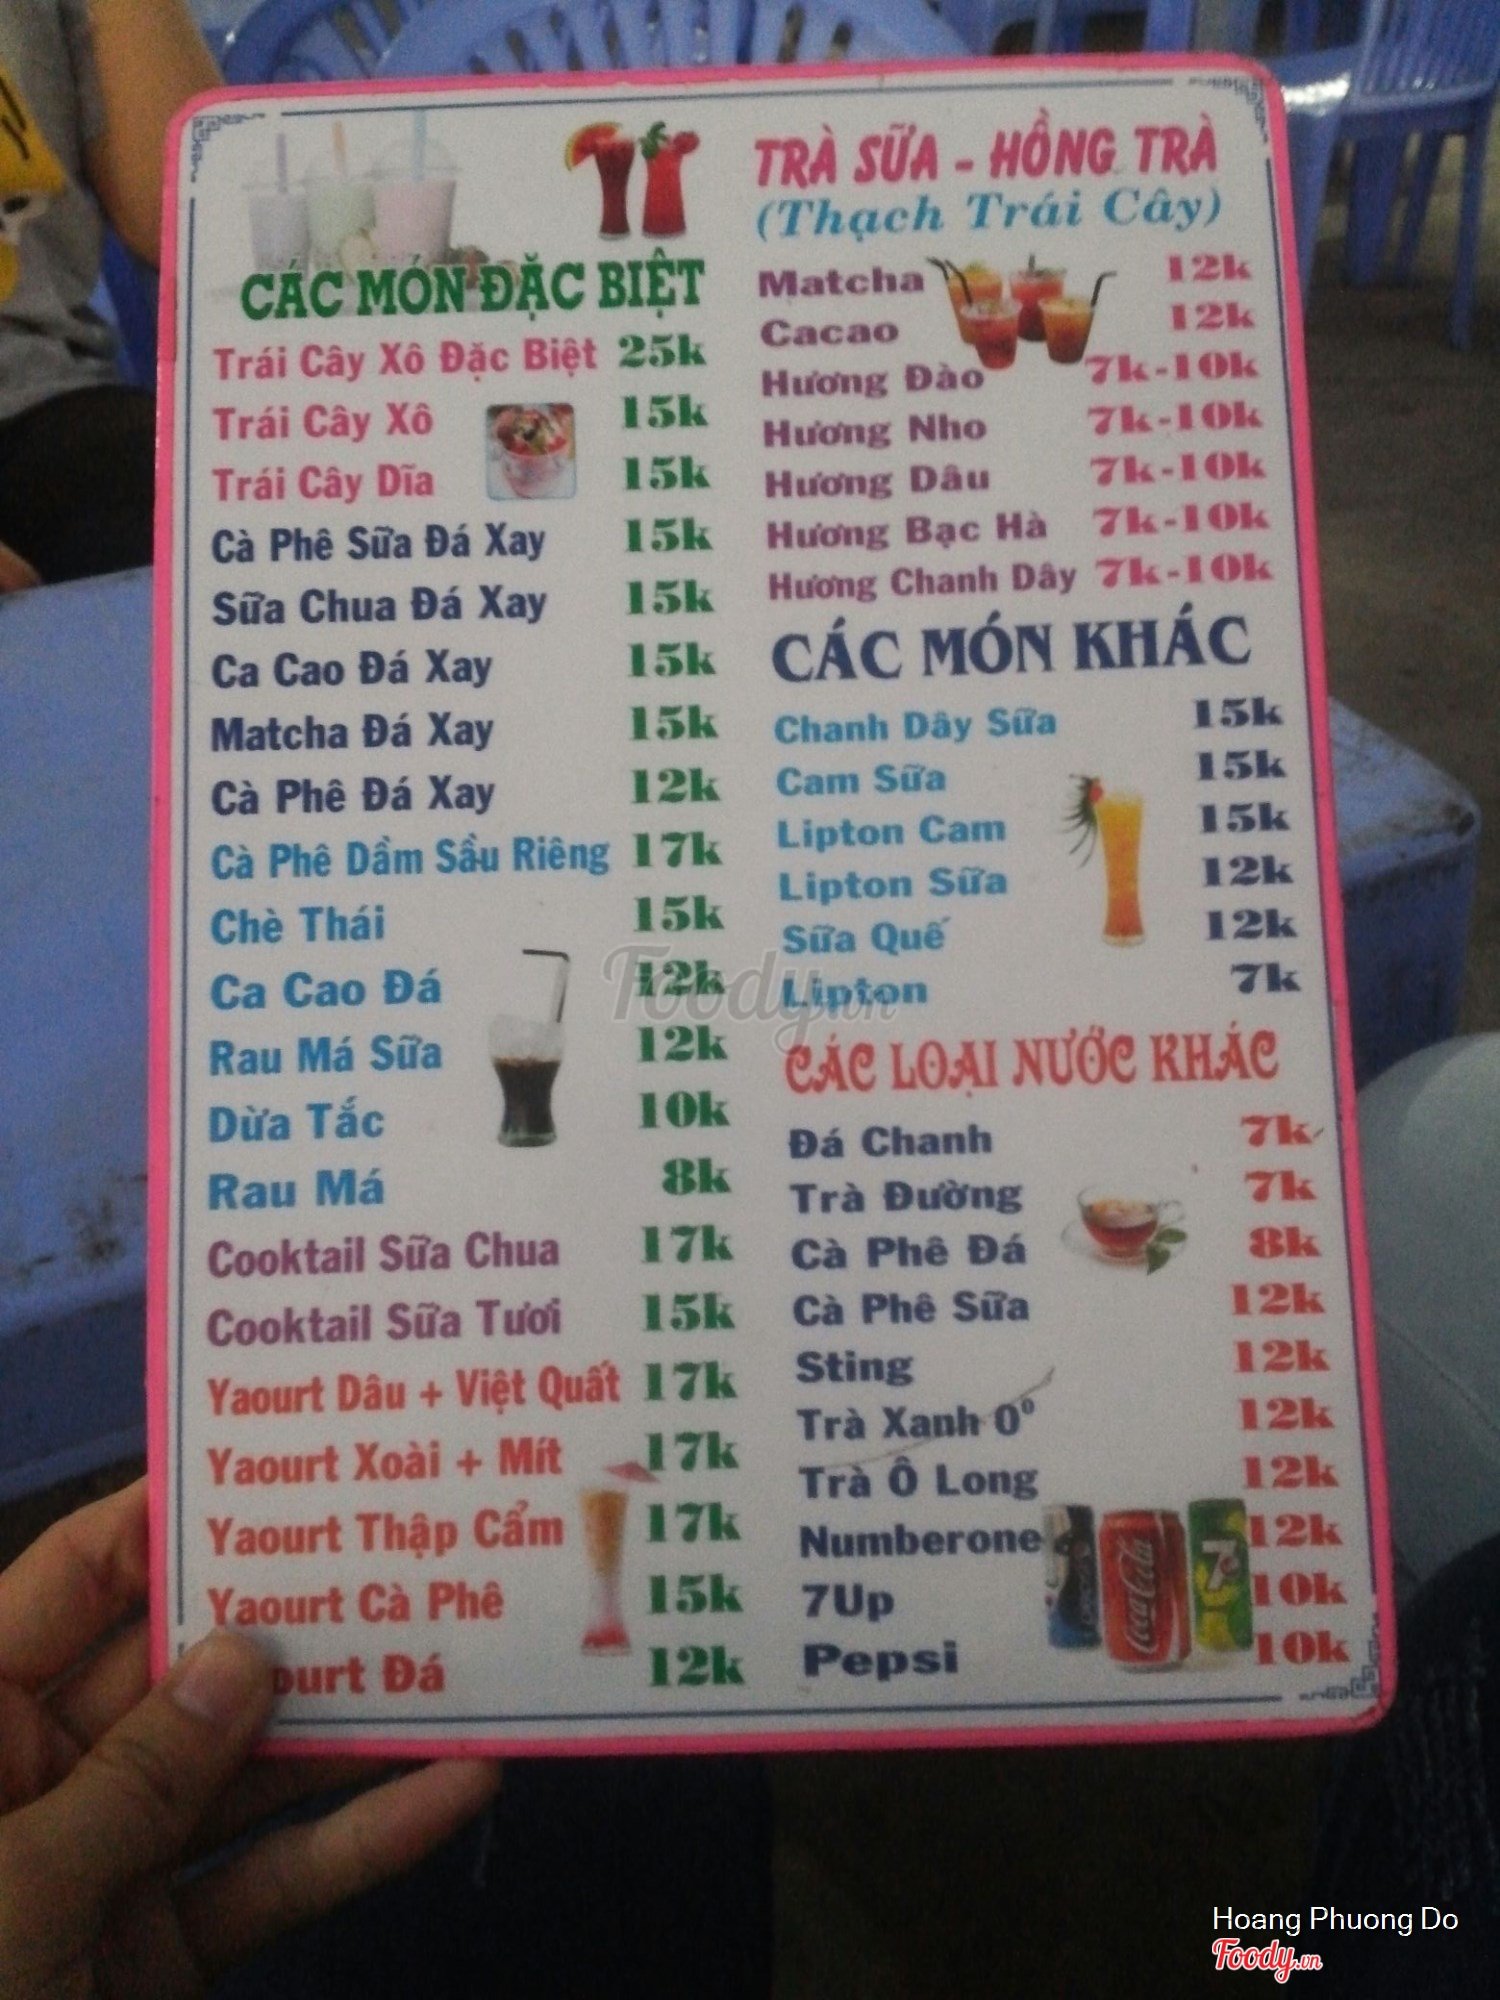 CÁC MÓN ĐẶC BIỆT
Trái Cây Xô Đặc Biệt 25k
Trái Cây Xô 15k
Trái Cây Dĩa 15k
Cà Phê Sữa Đá Xay 15k
Sữa Chua Đá Xay 15k
Ca Cao Đá Xay 15k
Matcha Đá Xay 15k
Cà Phê Đá Xay 12k
Cà Phê Dầm Sầu Riêng 17k
Chè Thái 15k
Ca Cao Đá 12k
Rau Má Sữa 12k
Dừa Tắc 10k
Rau Má 8k
Cooktail Sữa Chua 17k
Cooktail Sữa Tươi 15k
Yaourt Dâu + Việt Quất 17k
Yaourt Xoài + Mít 17k
Yaourt Thập Cẩm 17k
Yaourt Cà Phê 15k
ourt Đá 12k
TRÀ SỮA - HỒNG TRÀ
(Thạch Trái Cây)
Matcha 12k
Cacao 12k
Hương Đào 7k-10k
Hương Nho 7k-10k
Hương Dâu 7k-10k
Hương Bạc Hà 7k-10k
Hương Chanh Dây 7k-10k
CÁC MÓN KHÁC
Chanh Dây Sữa 15k
Cam Sữa 15k
Lipton Cam 15k
Lipton Sữa 12k
Sữa Quế 12k
Lipton 7k
CÁC LOẠI NƯỚC KHÁC
Đá Chanh 7k
Trà Đường 7k
Cà Phê Đá 8k
Cà Phê Sữa 12k
Sting 12k
Trà Xanh 0° 12k
Trà Ô Long 12k
Numberone 12k
7Up 10k
Pepsi 10k
Coca-Cola
7
Foody.vn
Hoang Phuong Do
Foody.vn